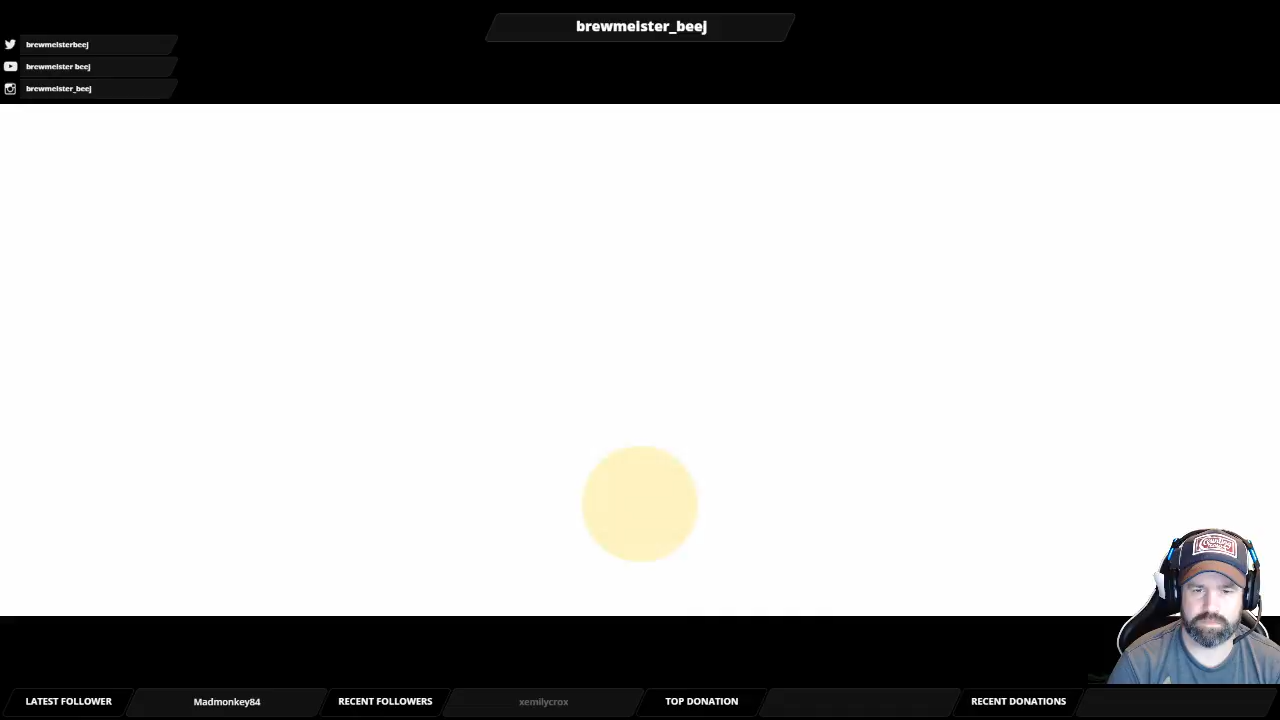 brewmeister_beej
brewmeisterbeej
brewmeister beej
brewmeister_beej
LATEST FOLLOWER
Madmonkey84
RECENT FOLLOWERS
xemilycrox
TOP DONATION
RECENT DONATIONS